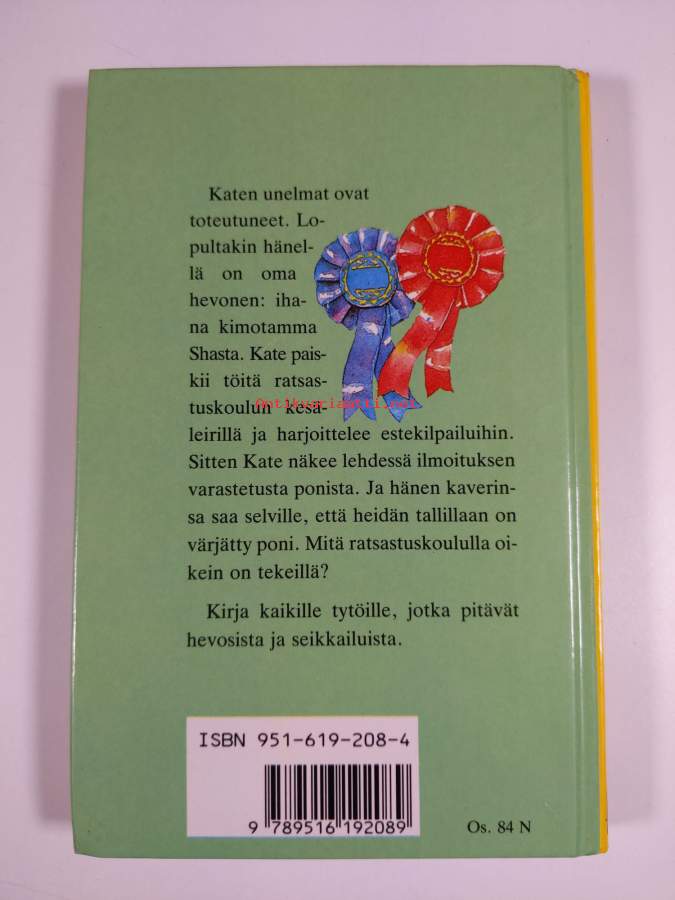 Katen unelmat ovat
toteutuneet. Lo-
pultakin hänel-
lä on oma
hevonen: iha-
na kimotamma
Shasta. Kate pais-
kii töitä ratsas-
tuskoulun kesä-
leirillä ja harjoittelee estekilpailuihin.
Sitten Kate näkee lehdessä ilmoituksen
varastetusta ponista. Ja hänen kaverin-
sa saa selville, että heidän tallillaan on
värjätty poni. Mitä ratsastuskoululla oi-
kein on tekeillä?
Kirja kaikille tytöille, jotka pitävät
hevosista ja seikkailuista.
Antikvariaatti.net
ISBN 951-619-208-4
9 789516 192089
Os. 84 N